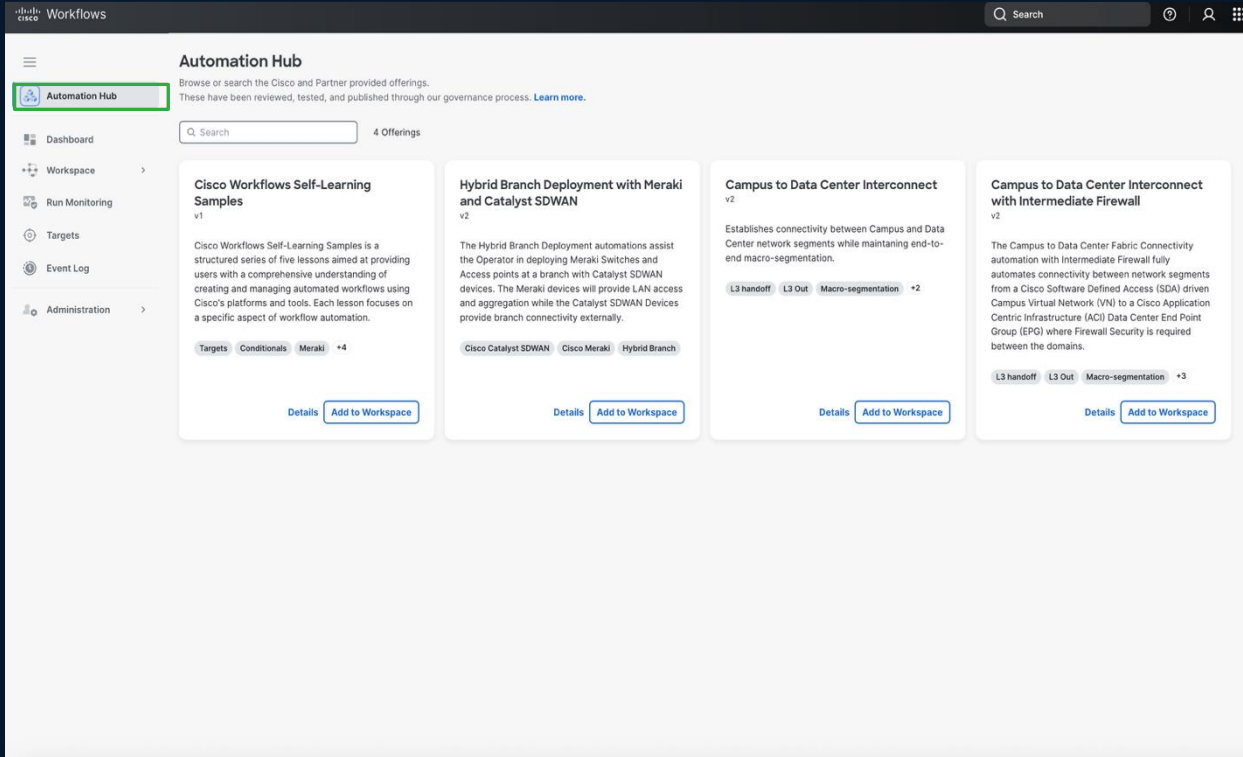 cisco Workflows
Search
Automation Hub
Dashboard
Workspace
Run Monitoring
Targets
Event Log
Administration
Automation Hub
Browse or search the Cisco and Partner provided offerings.
These have been reviewed, tested, and published through our governance process. Learn more.
Search
4 Offerings
Cisco Workflows Self-Learning
Samples
v1
Cisco Workflows Self-Learning Samples is a
structured series of five lessons aimed at providing
users with a comprehensive understanding of
creating and managing automated workflows using
Cisco's platforms and tools. Each lesson focuses on
a specific aspect of workflow automation.
Targets Conditionals Meraki +4
Details Add to Workspace
Hybrid Branch Deployment with Meraki
and Catalyst SDWAN
v2
The Hybrid Branch Deployment automations assist
the Operator in deploying Meraki Switches and
Access points at a branch with Catalyst SDWAN
devices. The Meraki devices will provide LAN access
and aggregation while the Catalyst SDWAN Devices
provide branch connectivity externally.
Cisco Catalyst SDWAN Cisco Meraki Hybrid Branch
Details Add to Workspace
Campus to Data Center Interconnect
v2
Establishes connectivity between Campus and Data
Center network segments while maintaning end-to-
end macro-segmentation.
L3 handoff L3 Out Macro-segmentation +2
Details Add to Workspace
Campus to Data Center Interconnect
with Intermediate Firewall
v2
The Campus to Data Center Fabric Connectivity
automation with Intermediate Firewall fully
automates connectivity between network segments
from a Cisco Software Defined Access (SDA) driven
Campus Virtual Network (VN) to a Cisco Application
Centric Infrastructure (ACI) Data Center End Point
Group (EPG) where Firewall Security is required
between the domains.
L3 handoff L3 Out Macro-segmentation +3
Details Add to Workspace